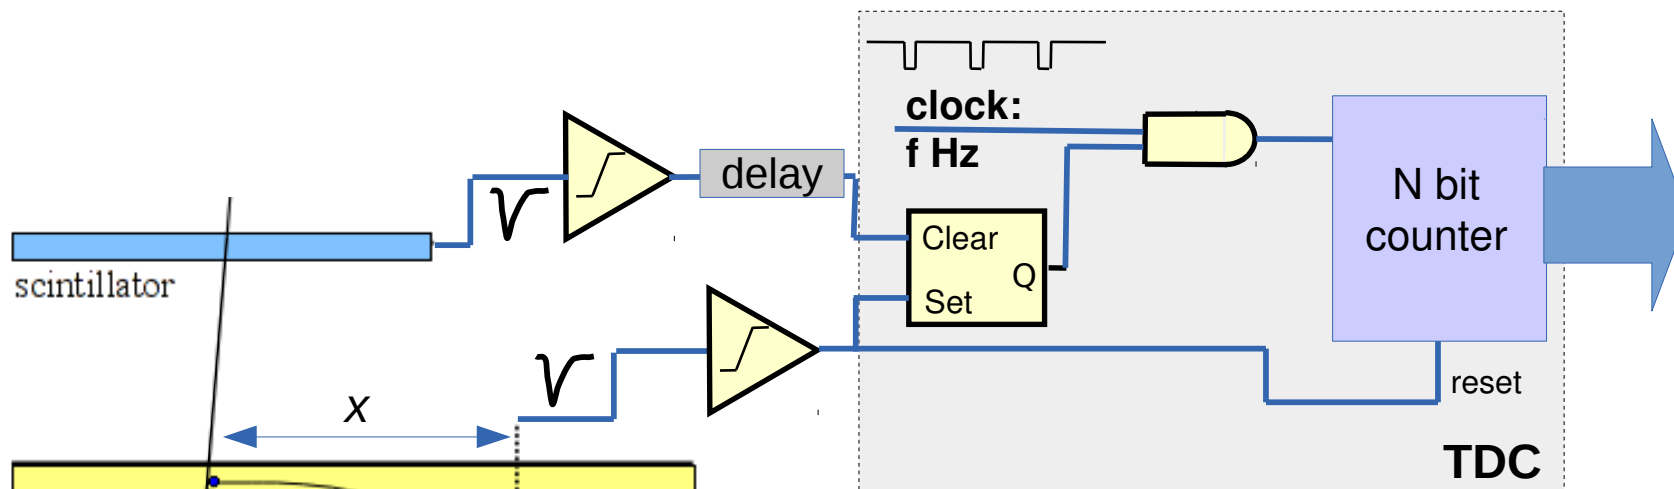 clock:
f Hz
delay
N bit
counter
Clear
Q
Set
scintillator
x
reset
TDC